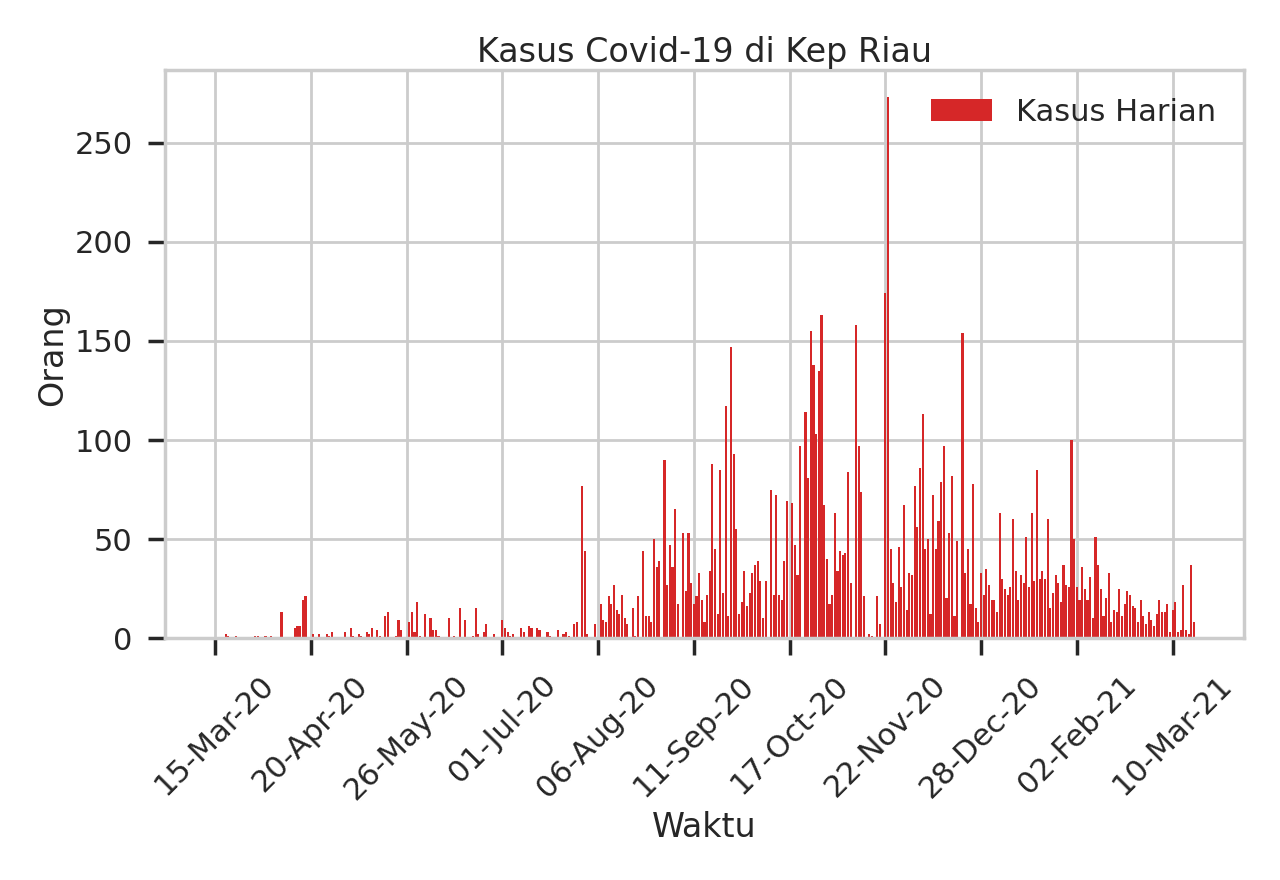 Kasus Covid-19 di Kep Riau
Kasus Harian
250
200
150
100
50
0
Orang
15-Mar-20
20-Apr-20
26-May-20
01-Jul-20
06-Aug-20
11-Sep-20
17-Oct-20
22-Nov-20
28-Dec-20
02-Feb-21
10-Mar-21
Waktu